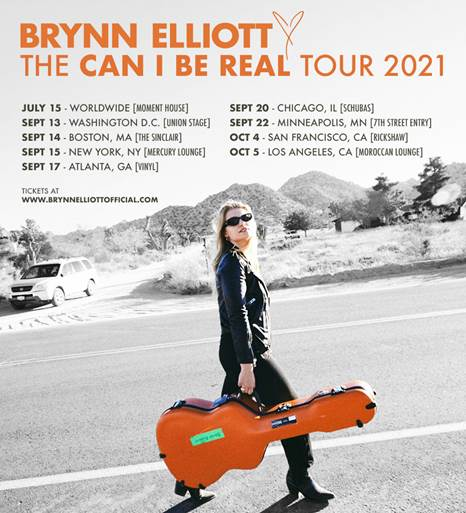 BRYNN ELLIOTT
THE CAN I BE REAL TOUR 2021
JULY 15 - WORLDWIDE [MOMENT HOUSE]
SEPT 13 - WASHINGTON D.C. [UNION STAGE]
SEPT 14 - BOSTON, MA [THE SINCLAIR]
SEPT 15 - NEW YORK, NY [MERCURY LOUNGE]
SEPT 17 - ATLANTA, GA [VINYL]
SEPT 20 - CHICAGO, IL [SCHUBAS]
SEPT 22 - MINNEAPOLIS, MN [7TH STREET ENTRY]
OCT 4 - SAN FRANCISCO, CA [RICKSHAW]
OCT 5 - LOS ANGELES, CA [MOROCCAN LOUNGE]
TICKETS AT
WWW.BRYNNELLIOTTOFFICIAL.COM